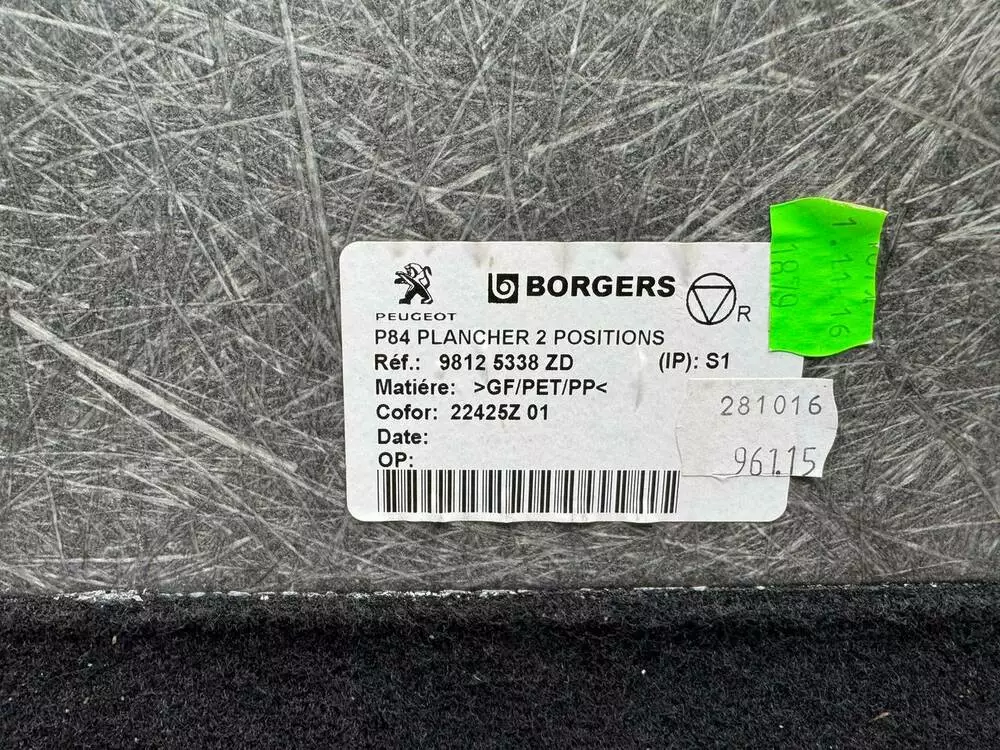 PEUGEOT
BORGERS
R
P84 PLANCHER 2 POSITIONS
Réf.: 9812 5338 ZD (IP): S1
Matiére: >GF/PET/PP<
Cofor: 22425Z 01
Date:
OP:
281016
961.15